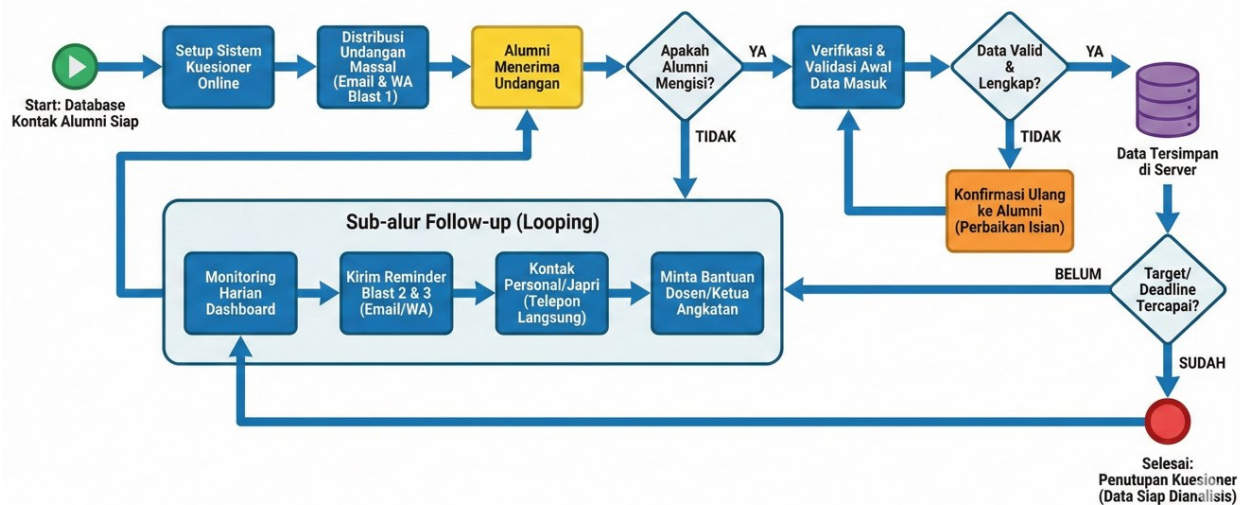 Start: Database
Kontak Alumni Siap
Setup Sistem
Kuesioner
Online
Distribusi
Undangan
Massal
(Email & WA
Blast 1)
Alumni
Menerima
Undangan
Apakah
Alumni
Mengisi?
YA
TIDAK
Verifikasi &
Validasi Awal
Data Masuk
Data Valid
&
Lengkap?
YA
TIDAK
Konfirmasi Ulang
ke Alumni
(Perbaikan Isian)
Data Tersimpan
di Server
Target/
Deadline
Tercapai?
BELUM
SUDAH
Sub-alur Follow-up (Looping)
Monitoring
Harian
Dashboard
Kirim Reminder
Blast 2 & 3
(Email/WA)
Kontak
Personal/Japri
(Telepon
Langsung)
Minta Bantuan
Dosen/Ketua
Angkatan
Selesai:
Penutupan Kuesioner
(Data Siap Dianalisis)